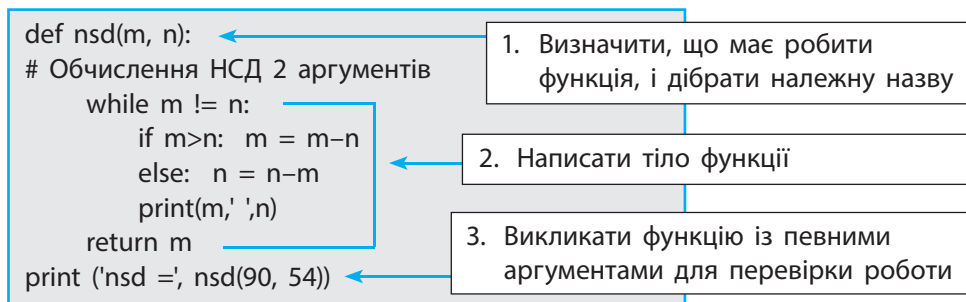 def nsd(m, n):
# Обчислення НСД 2 аргументів
while m != n:
if m>n:  m = m–n
else:  n = n–m
print(m,' ',n)
return m
print ('nsd =', nsd(90, 54))
1. Визначити, що має робити
функція, і дібрати належну назву
2. Написати тіло функції
3. Викликати функцію із певними
аргументами для перевірки роботи